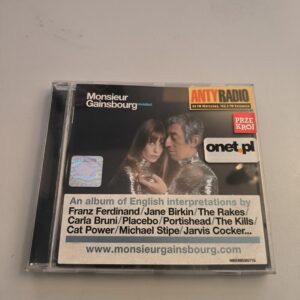 Monsieur
Gainsbourg revisited
ANTYRADIO
PRZE
KRÓJ
onet.pl
An album of English interpretations by
Franz Ferdinand/Jane Birkin/The Rakes/
Carla Bruni/Placebo/Portishead/The Kills/
Cat Power/Michael Stipe/Jarvis Cocker...
www.monsieurgainsbourg.com